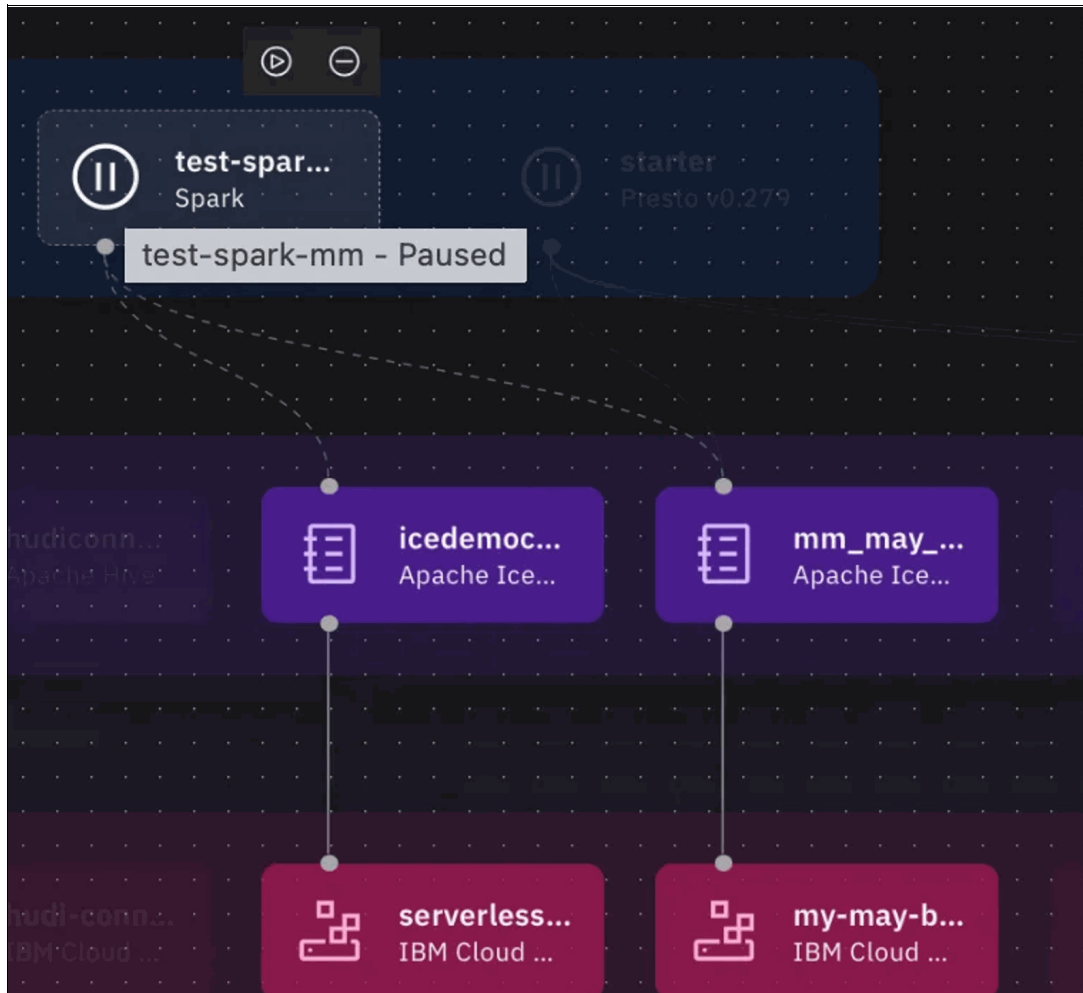 test-spar...
Spark
starter
Presto v0.279
test-spark-mm - Paused
hudiconn...
Apache Hive
icedemoc...
Apache Ice...
mm_may_...
Apache Ice...
hudi-conn...
IBM Cloud ...
serverless...
IBM Cloud ...
my-may-b...
IBM Cloud ...